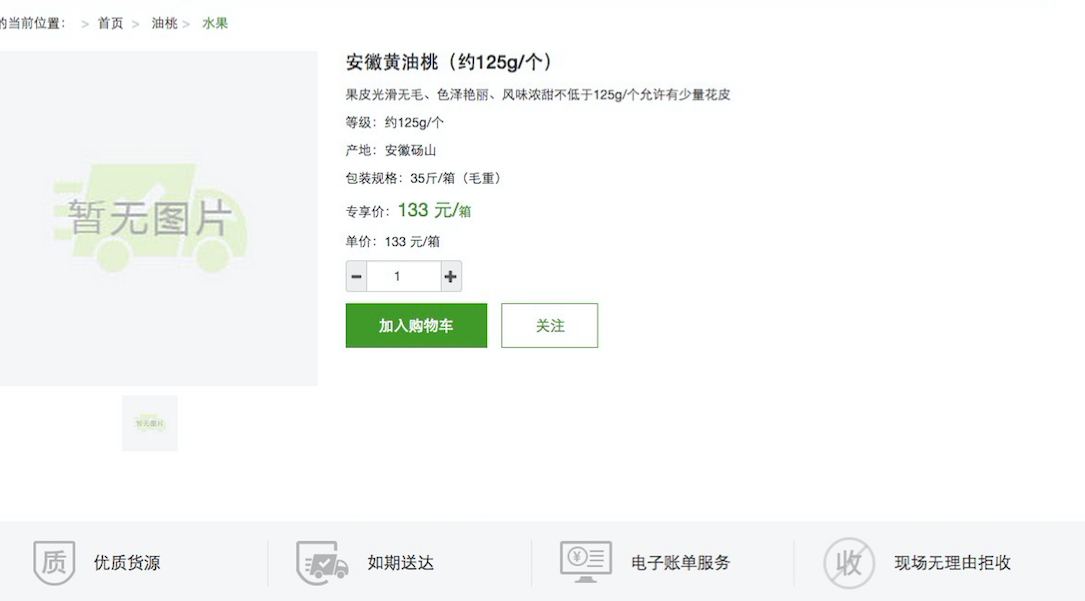 的当前位置： > 首页 > 油桃 > 水果
安徽黄油桃（约125g/个）
果皮光滑无毛、色泽艳丽、风味浓甜不低于125g/个允许有少量花皮
等级：约125g/个
产地：安徽砀山
包装规格：35斤/箱（毛重）
专享价：133 元/箱
单价：133 元/箱
1
加入购物车
关注
暂无图片
暂无图片
质 优质货源
如期送达
¥ 电子账单服务
收 现场无理由拒收